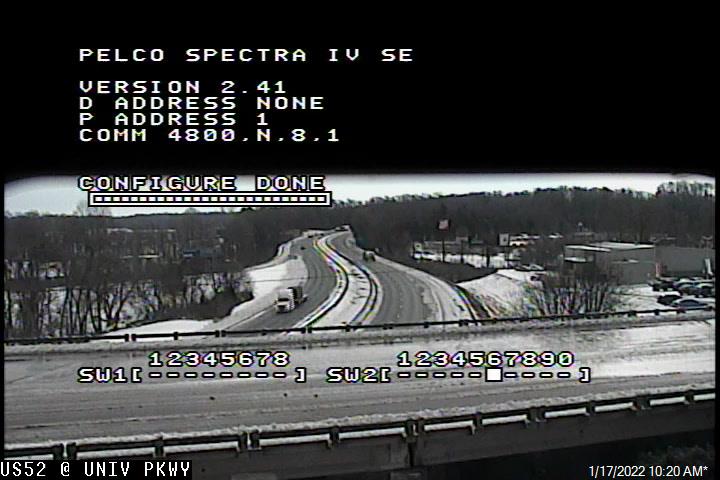 PELCO SPECTRA IV SE
VERSION 2.41
D ADDRESS NONE
P ADDRESS 1
COMM 4800,N,8,1
CONFIGURE DONE
12345678 1234567890
SW1[--------] SW2[-----■----]
US52 @ UNIV PKWY
1/17/2022 10:20 AM*